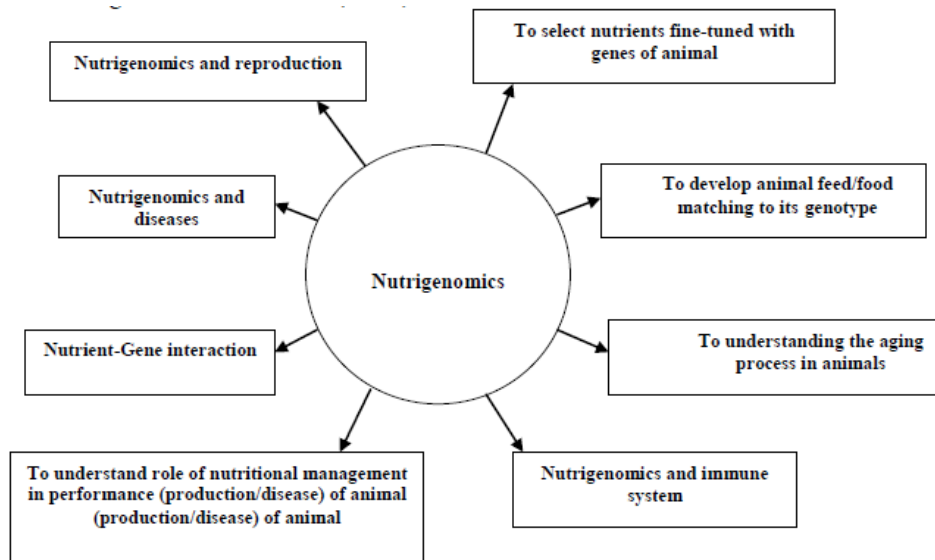 To select nutrients fine-tuned with
genes of animal
Nutrigenomics and reproduction
Nutrigenomics and
diseases
To develop animal feed/food
matching to its genotype
Nutrigenomics
Nutrient-Gene interaction
To understanding the aging
process in animals
To understand role of nutritional management
in performance (production/disease) of animal
(production/disease) of animal
Nutrigenomics and immune
system